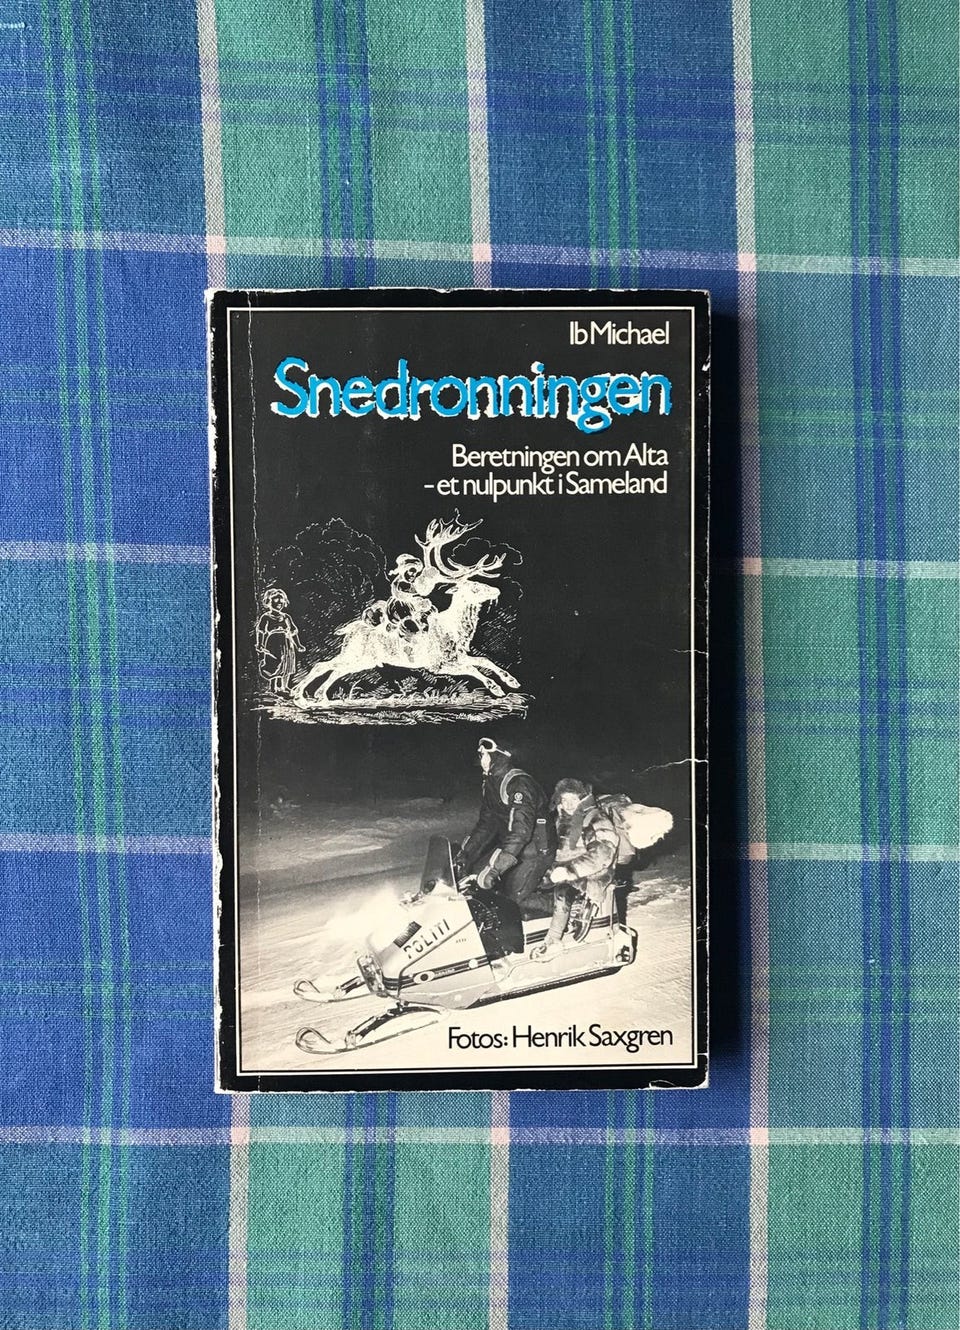 Ib Michael
Snedronningen
Beretningen om Alta
- et nulpunkt i Sameland
POLITI
Fotos: Henrik Saxgren